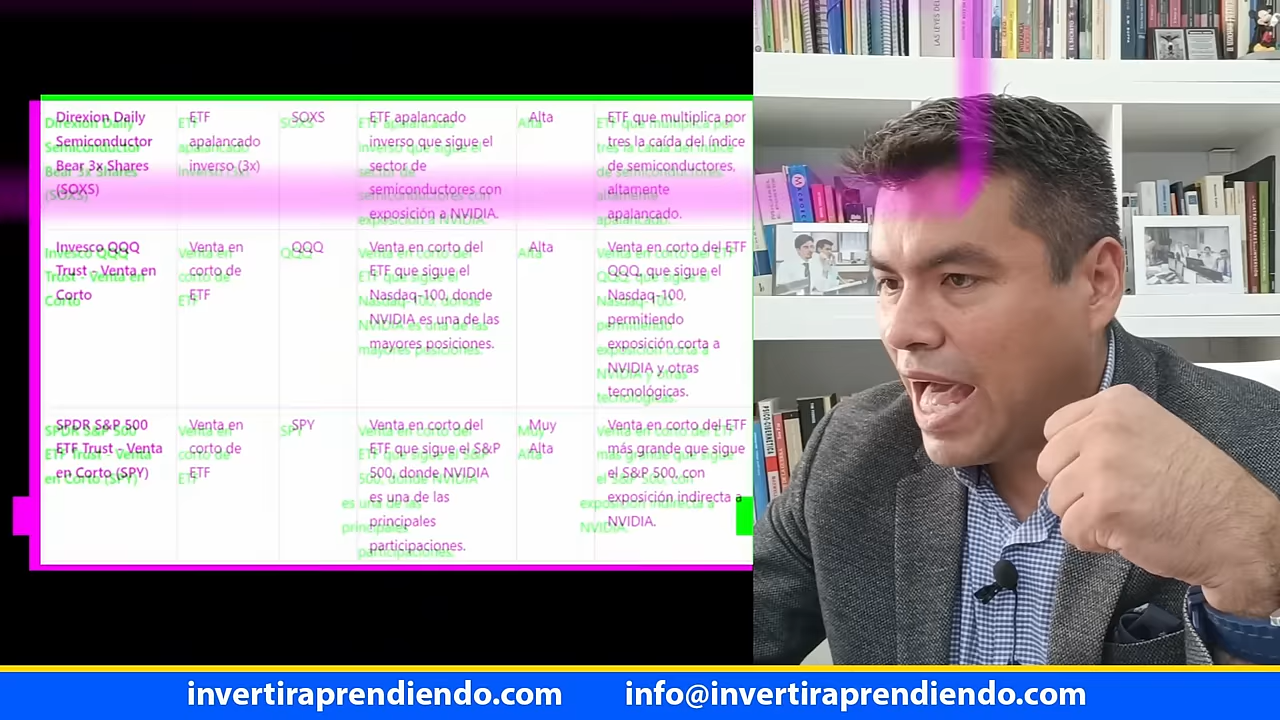 Direxion Daily
Semiconductor
Bear 3x Shares
(SOXS)
ETF
apalancado
inverso (3x)
SOXS
ETF apalancado
inverso que sigue el
sector de
semiconductores con
exposición a NVIDIA.
Alta
ETF que multiplica por
tres la caída del índice
de semiconductores,
altamente
apalancado.
Invesco QQQ
Trust - Venta en
Corto
Venta en
corto de
ETF
QQQ
Venta en corto del
ETF que sigue el
Nasdaq-100, donde
NVIDIA es una de las
mayores posiciones.
Alta
Venta en corto del ETF
QQQ, que sigue el
Nasdaq-100,
permitiendo
exposición corta a
NVIDIA y otras
tecnológicas.
SPDR S&P 500
ETF Trust - Venta
en Corto (SPY)
Venta en
corto de
ETF
SPY
Venta en corto del
ETF que sigue el S&P
500, donde NVIDIA
es una de las
principales
participaciones.
Muy
Alta
Venta en corto del ETF
más grande que sigue
el S&P 500, con
exposición indirecta a
NVIDIA.
LAS LEYES DEL
invertiraprendiendo.com
info@invertiraprendiendo.com